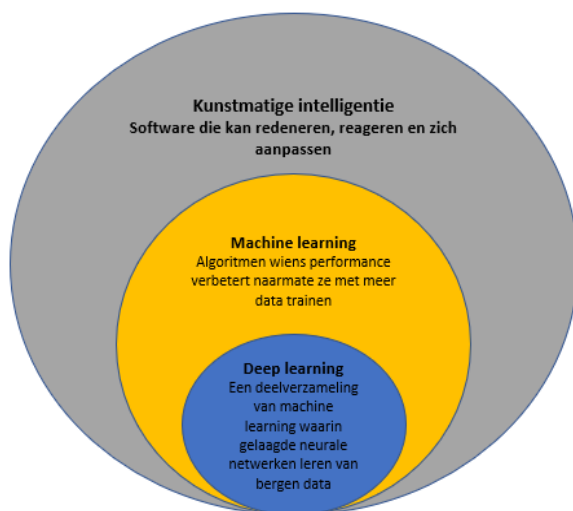 Kunstmatige intelligentie
Software die kan redeneren, reageren en zich
aanpassen
Machine learning
Algoritmen wiens performance
verbetert naarmate ze met meer
data trainen
Deep learning
Een deelverzameling
van machine
learning waarin
gelaagde neurale
netwerken leren van
bergen data